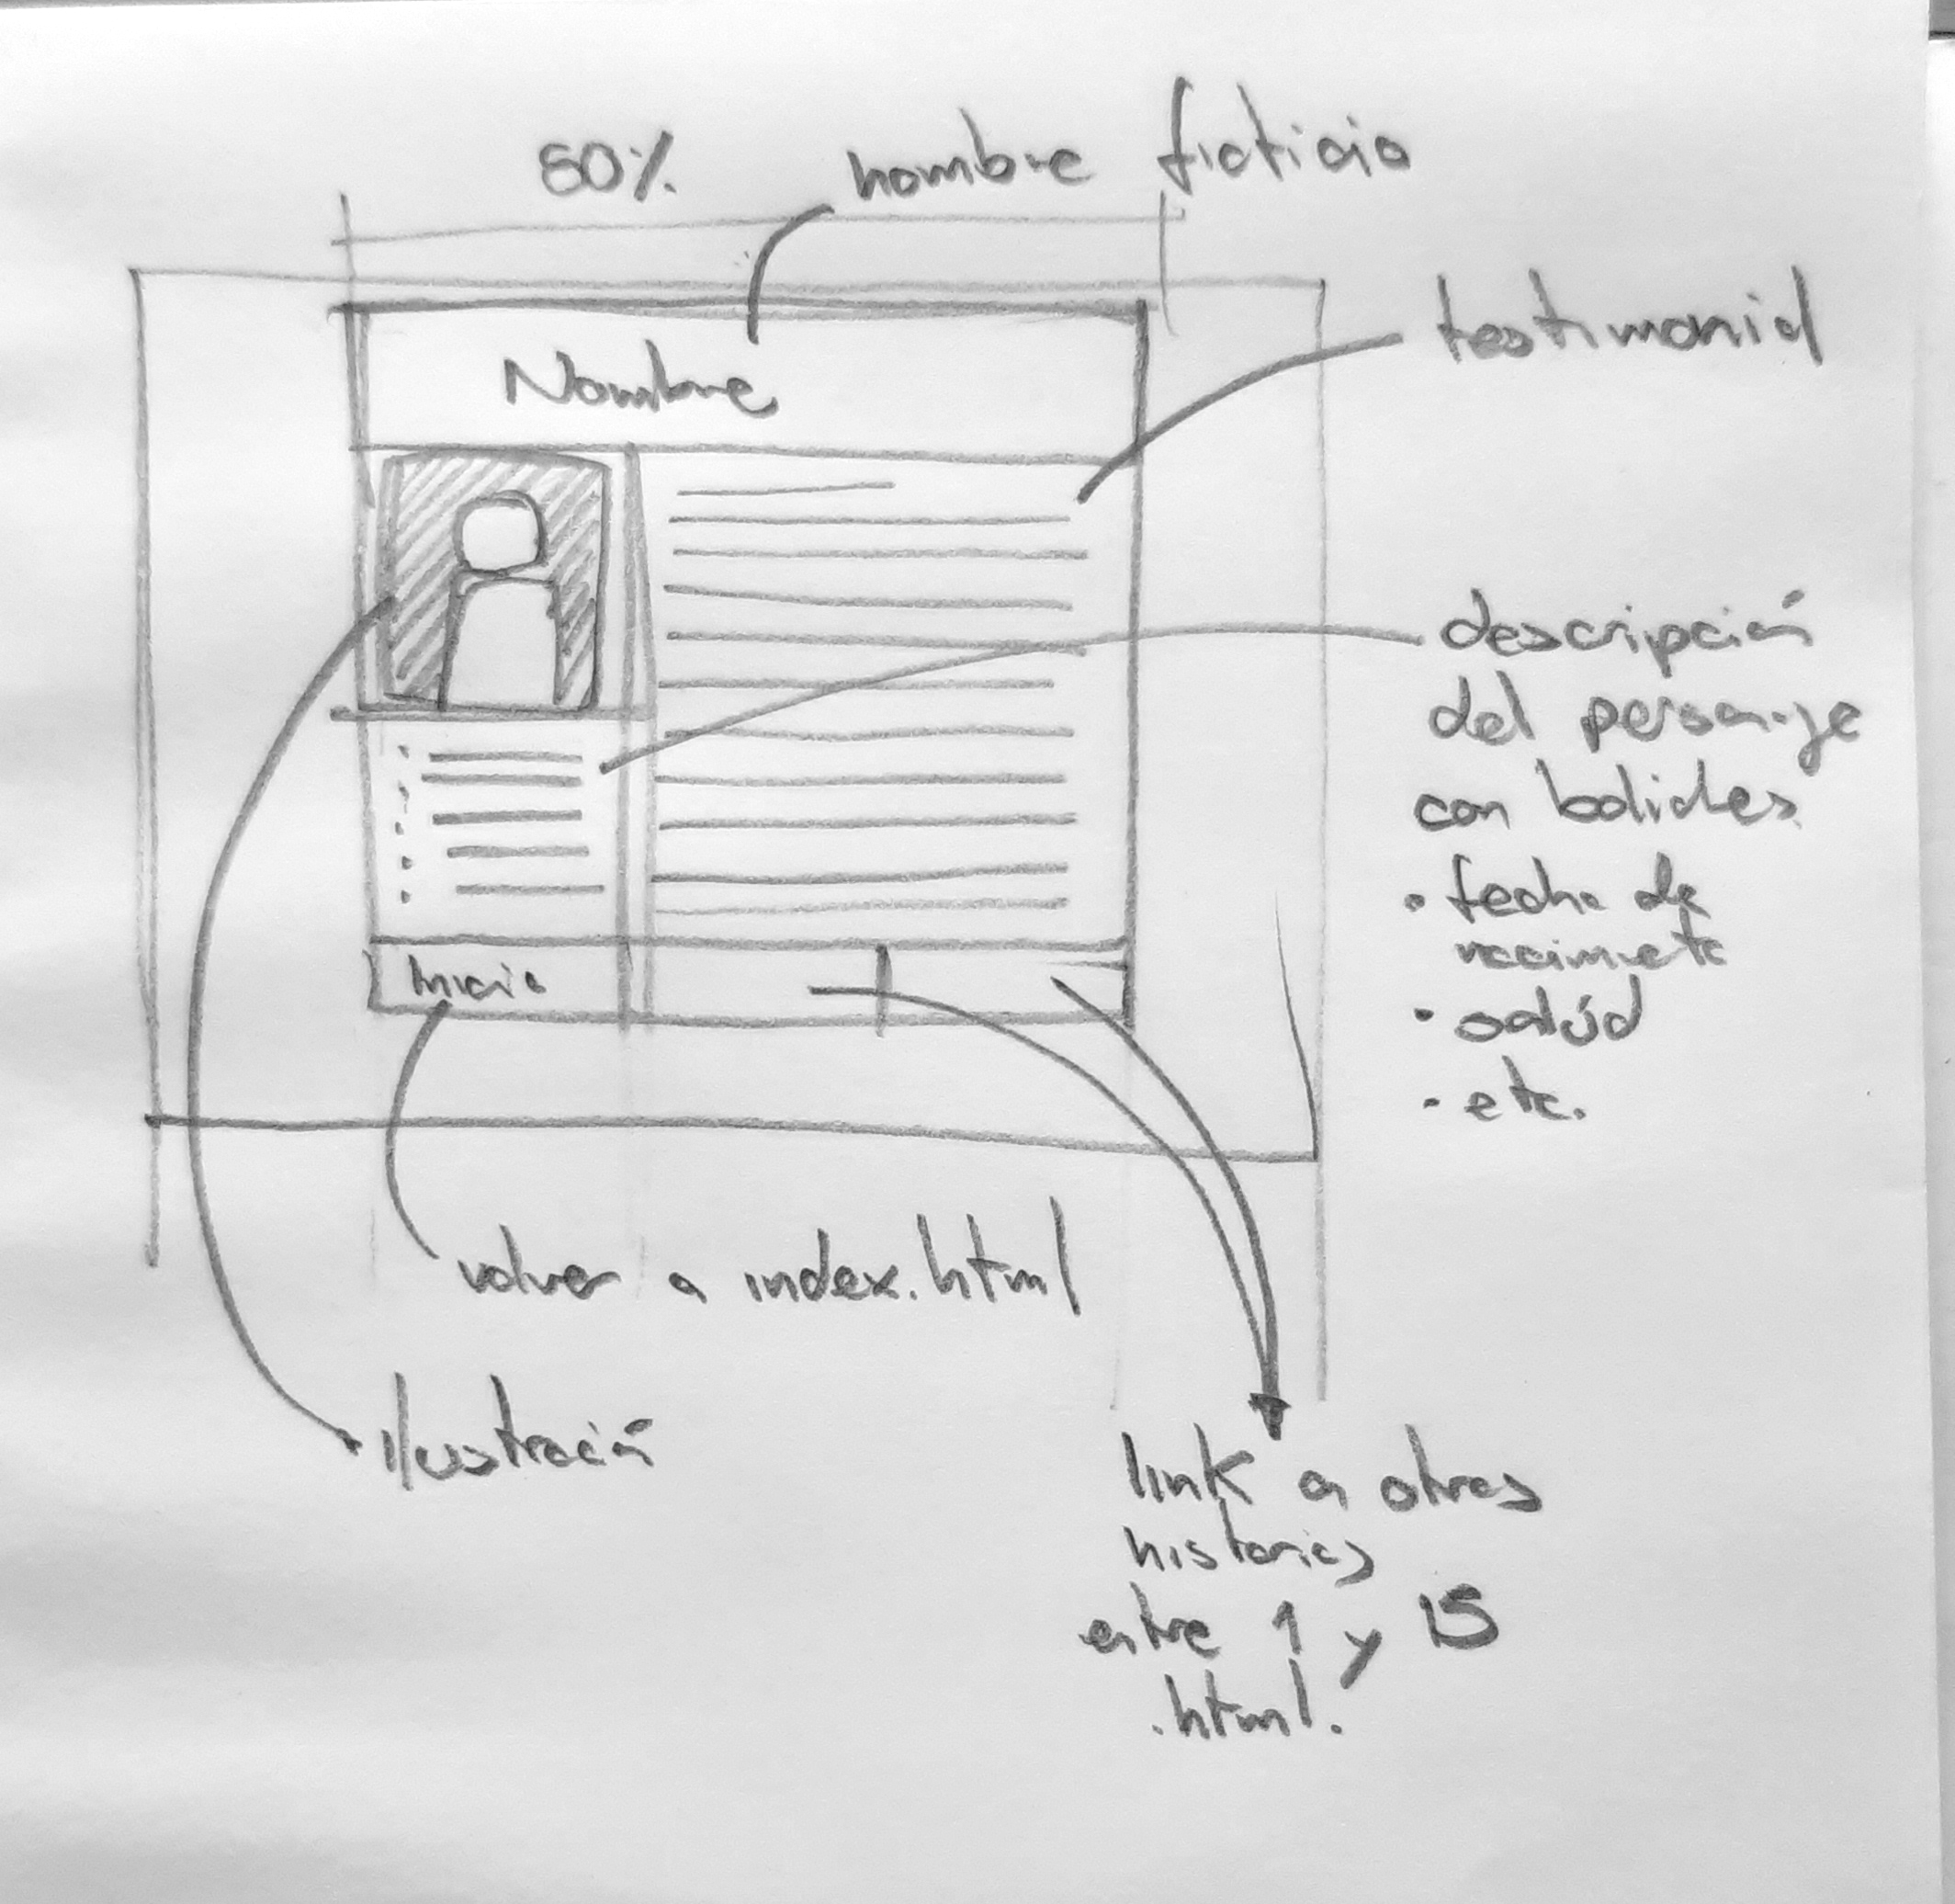 80% nombre ficticio
testimonial
Nombre
descripción
del personaje
con bolides
• fecha de
nacimiento
• salúd
• etc.
Inicio
volver a index.html
ilustración
link a otras
historias
entre 1 y 15
.html.